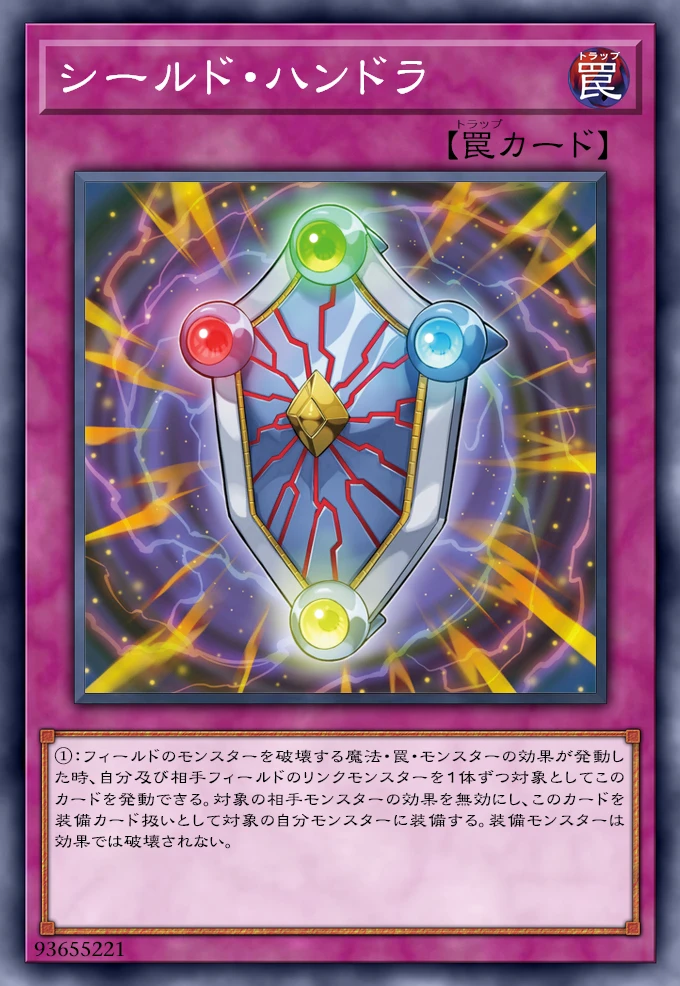 シールド・ハンドラ
トラップ
罠
トラップ
【罠カード】
①：フィールドのモンスターを破壊する魔法・罠・モンスターの効果が発動し
た時、自分及び相手フィールドのリンクモンスターを１体ずつ対象としてこの
カードを発動できる。対象の相手モンスターの効果を無効にし、このカードを
装備カード扱いとして対象の自分モンスターに装備する。装備モンスターは
効果では破壊されない。
93655221